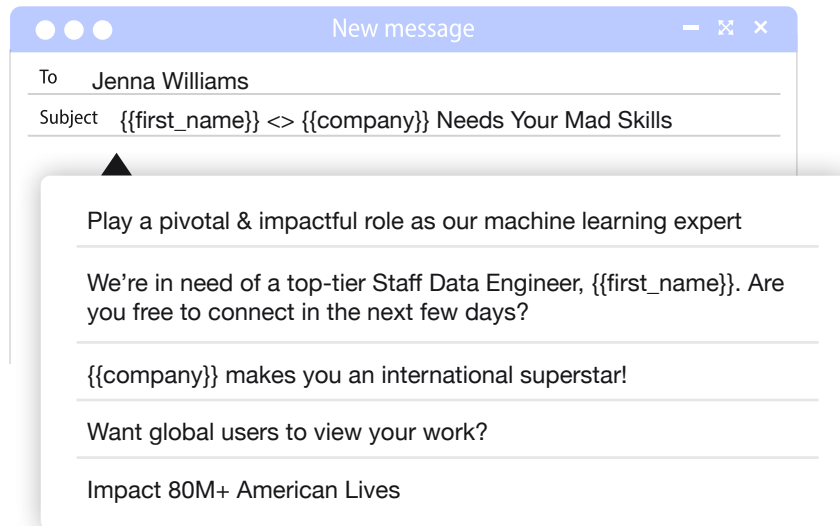 New message
To Jenna Williams
Subject {{first_name}} <> {{company}} Needs Your Mad Skills
Play a pivotal & impactful role as our machine learning expert
We’re in need of a top-tier Staff Data Engineer, {{first_name}}. Are
you free to connect in the next few days?
{{company}} makes you an international superstar!
Want global users to view your work?
Impact 80M+ American Lives